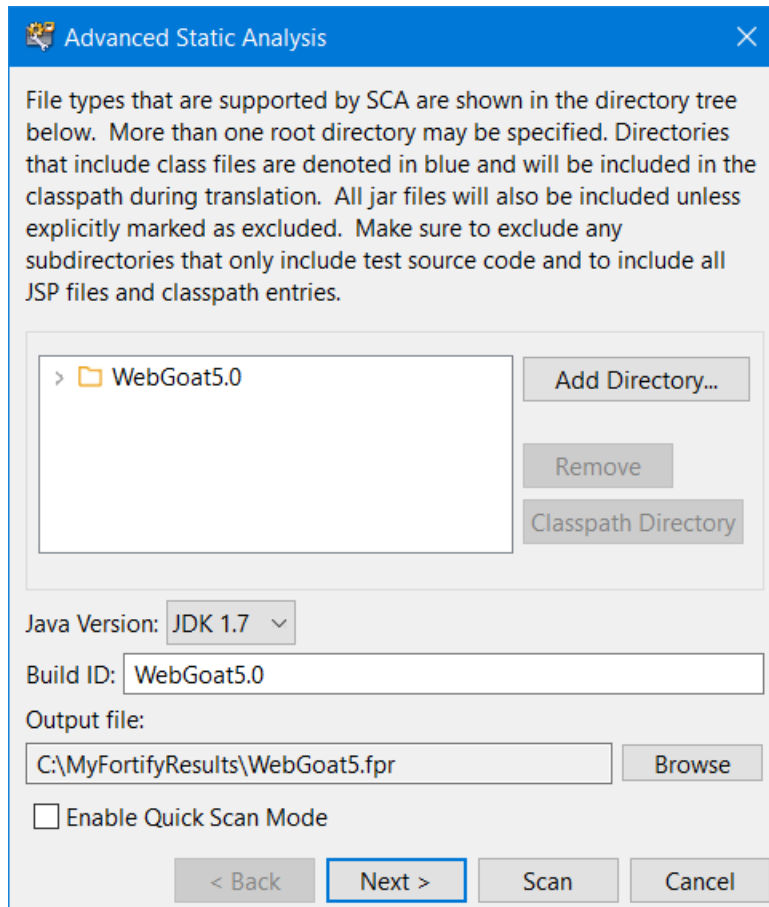 Advanced Static Analysis
File types that are supported by SCA are shown in the directory tree
below. More than one root directory may be specified. Directories
that include class files are denoted in blue and will be included in the
classpath during translation. All jar files will also be included unless
explicitly marked as excluded. Make sure to exclude any
subdirectories that only include test source code and to include all
JSP files and classpath entries.
WebGoat5.0
Add Directory...
Remove
Classpath Directory
Java Version: JDK 1.7
Build ID: WebGoat5.0
Output file:
C:\MyFortifyResults\WebGoat5.fpr Browse
Enable Quick Scan Mode
< Back Next > Scan Cancel